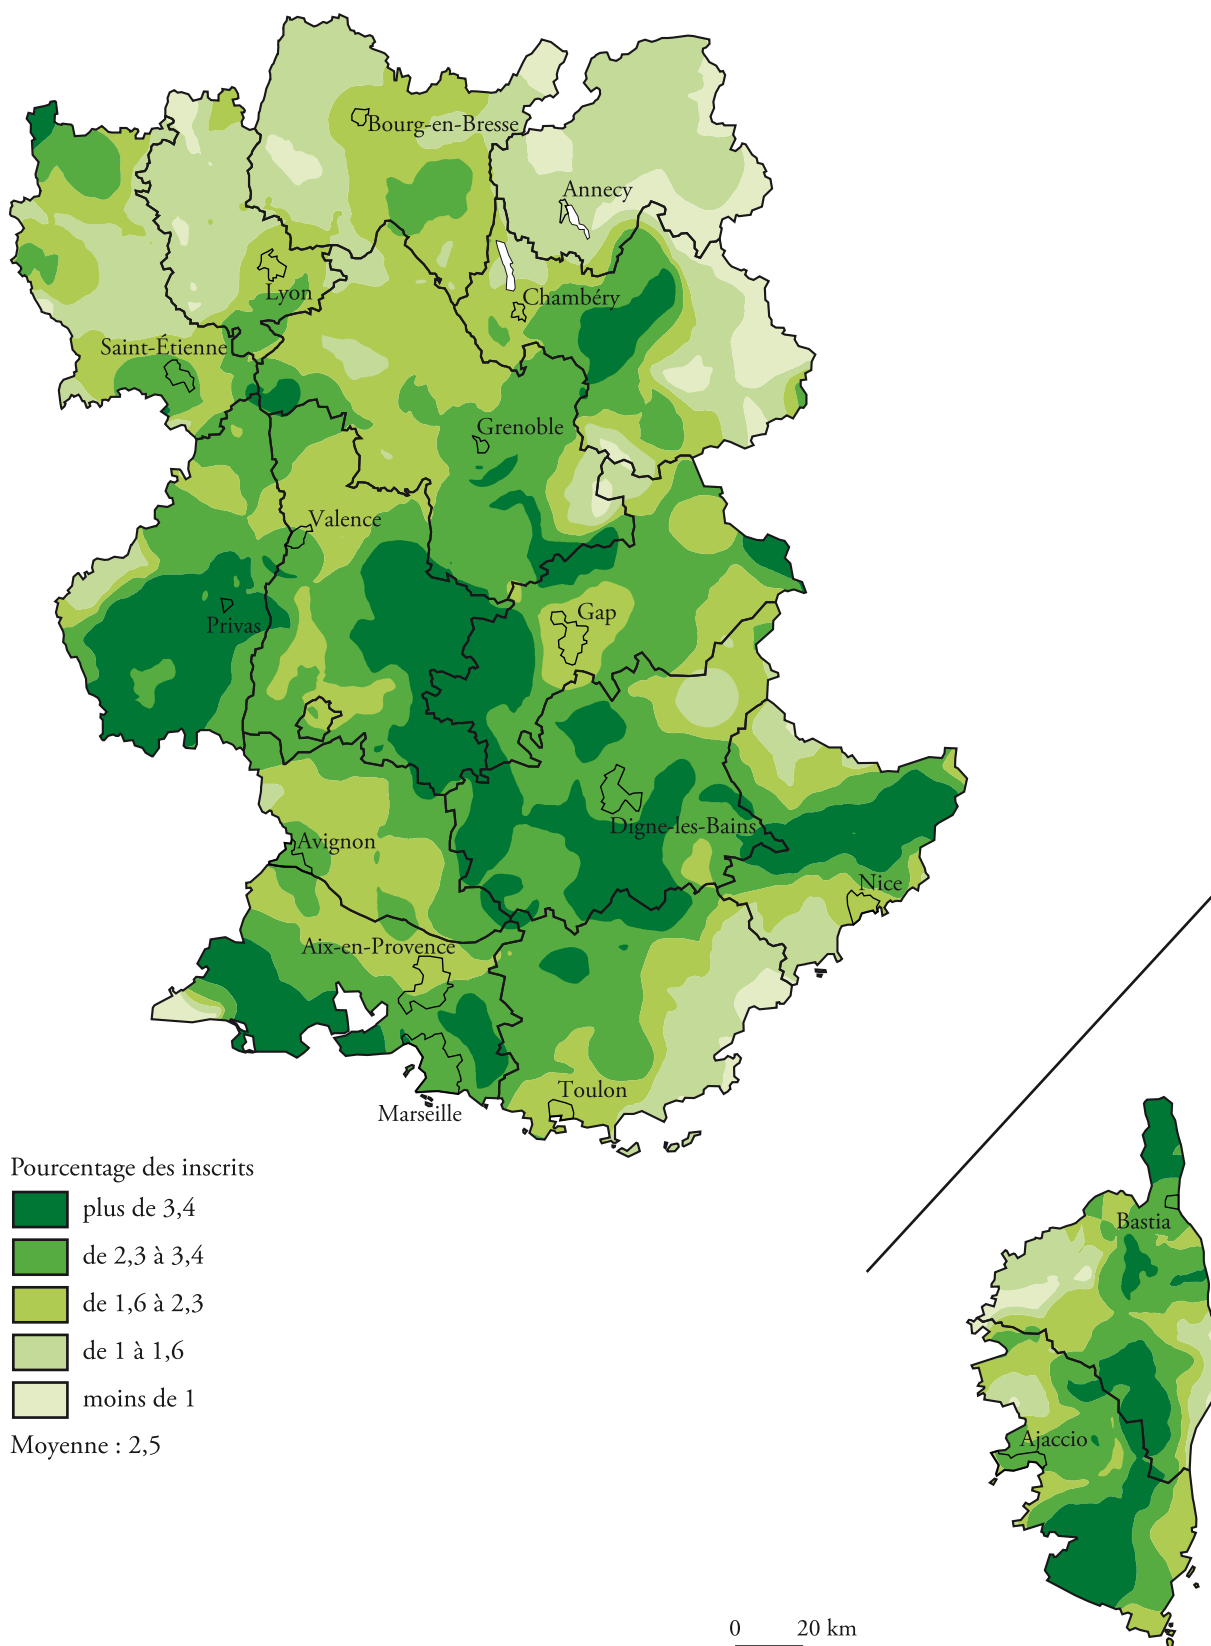 Bourg-en-Bresse
Annecy
Lyon
Chambéry
Saint-Étienne
Grenoble
Valence
Privas
Gap
Digne-les-Bains
Avignon
Nice
Aix-en-Provence
Toulon
Marseille
Pourcentage des inscrits
plus de 3,4
de 2,3 à 3,4
de 1,6 à 2,3
de 1 à 1,6
moins de 1
Moyenne : 2,5
Bastia
Ajaccio
0 20 km